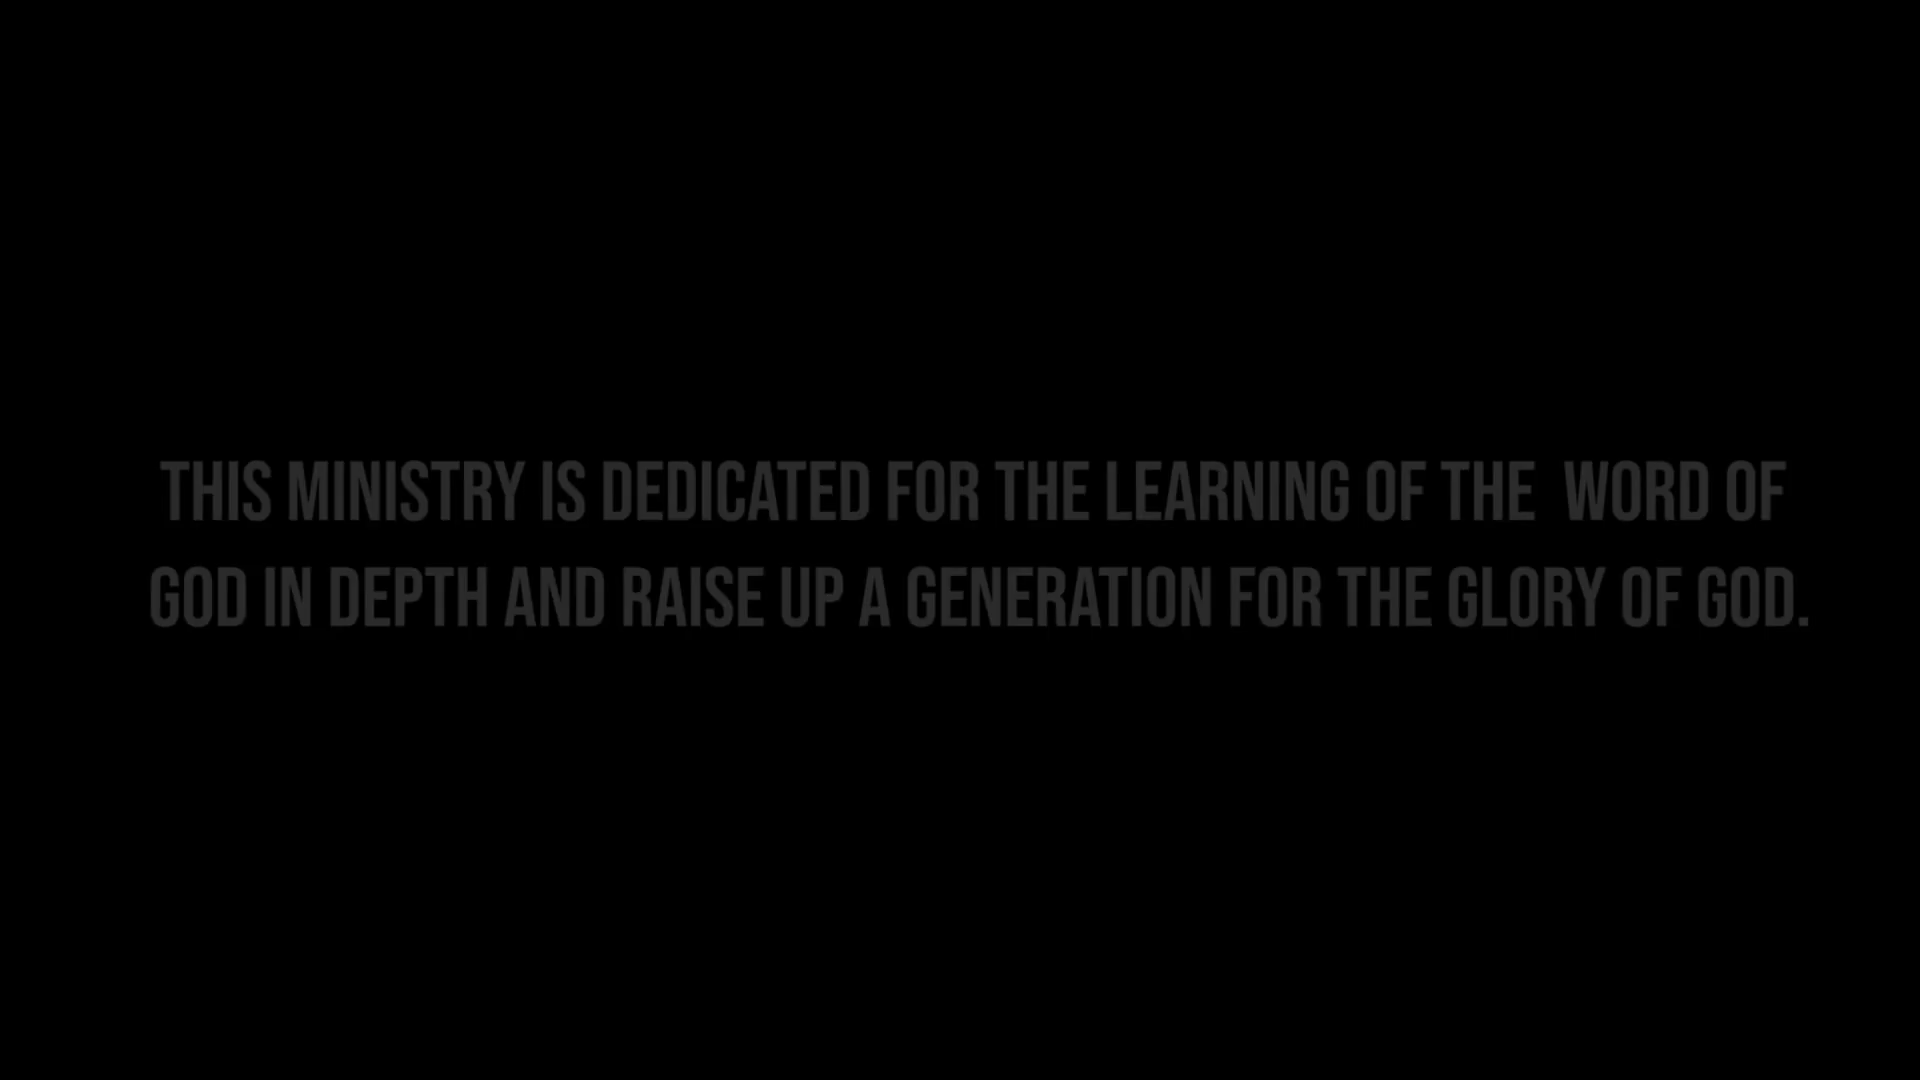 THIS MINISTRY IS DEDICATED FOR THE LEARNING OF THE  WORD OF
GOD IN DEPTH AND RAISE UP A GENERATION FOR THE GLORY OF GOD.